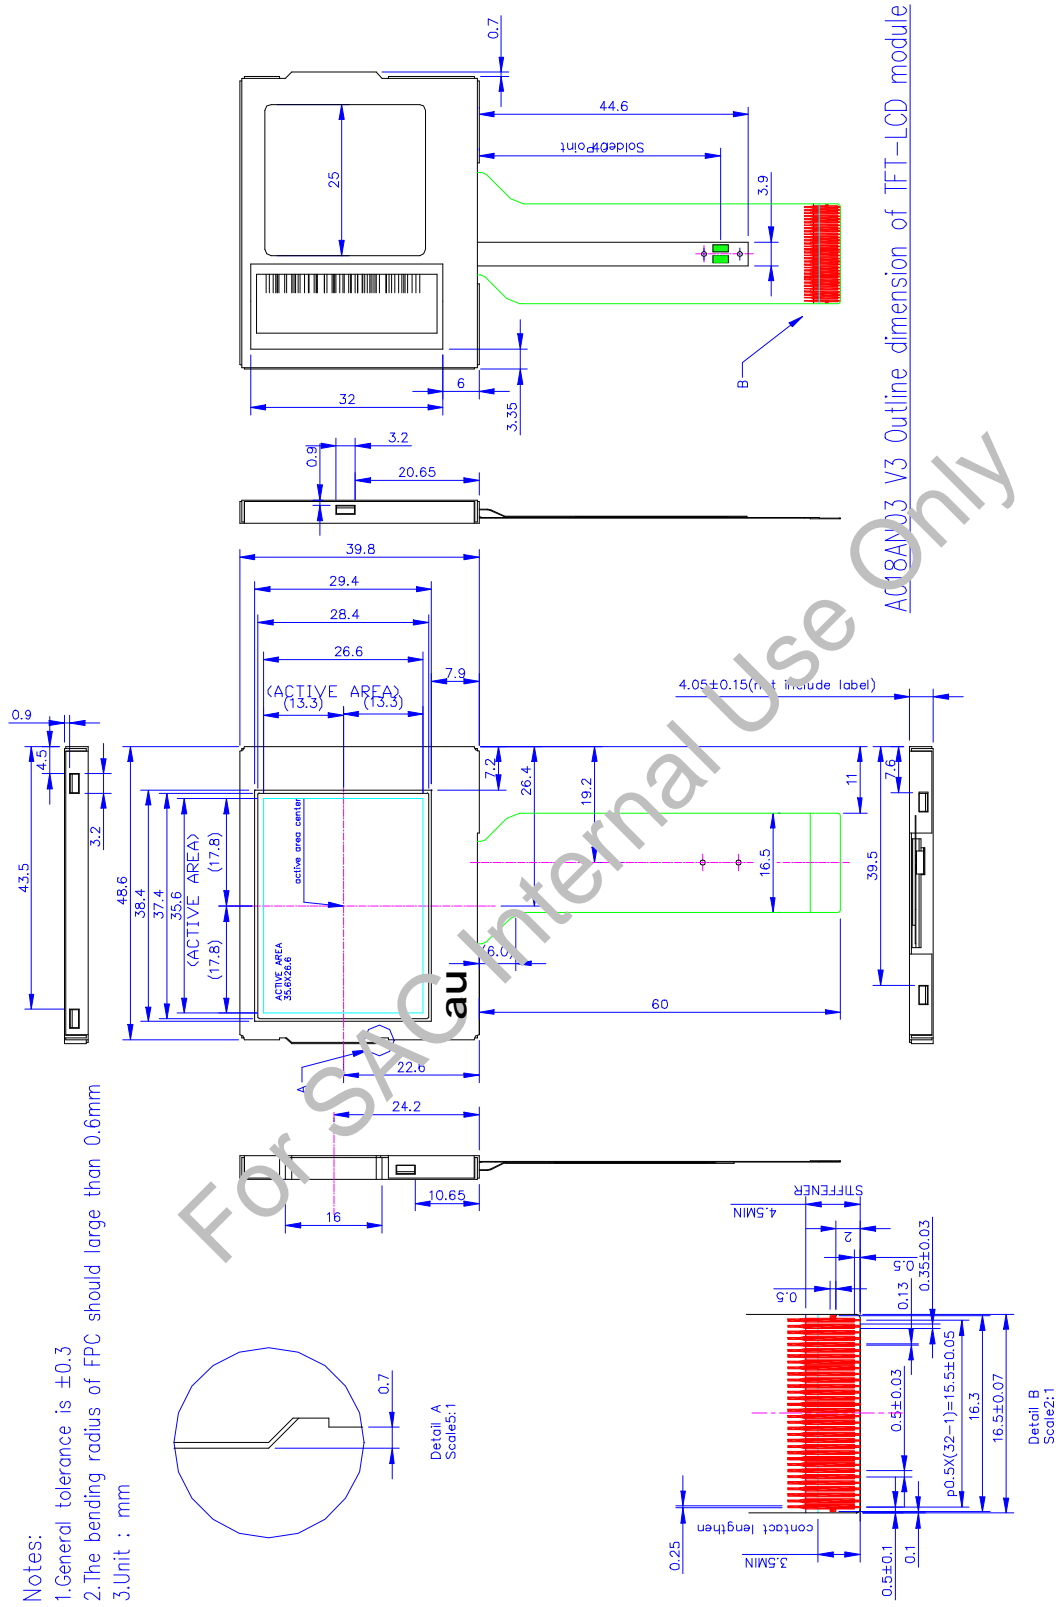 Notes:
1.General tolerance is ±0.3
2.The bending radius of FPC should large than 0.6mm
3.Unit : mm
AC18AN03 V3 Outline dimension of TFT-LCD module
For SAC Internal Use Only
0.7
44.6
Solder Point
40
25
3.9
B
32
6
3.35
0.9
3.2
20.65
39.8
29.4
28.4
26.6
7.9
(ACTIVE AREA)
(13.3)
(13.3)
4.05±0.15(not include label)
0.9
4.5
3.2
43.5
48.6
38.4
37.4
35.6
(ACTIVE AREA)
(17.8)
(17.8)
active area center
ACTIVE AREA
35.6X26.6
7.2
26.4
19.2
11
16.5
7.6
39.5
(6.0)
60
au
A
22.6
24.2
10.65
16
Detail A
Scale5:1
0.7
STIFFENER
4.5MIN
2
0.5
0.5
0.35±0.03
0.13
0.5±0.03
p0.5X(32-1)=15.5±0.05
16.3
16.5±0.07
contact lengthen
3.5MIN
0.25
0.5±0.1
0.1
Detail B
Scale2:1